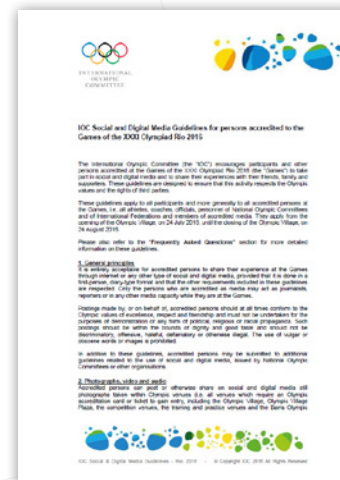 INTERNATIONAL
OLYMPIC
COMMITTEE
IOC Social and Digital Media Guidelines for persons accredited to the
Games of the XXXI Olympiad Rio 2016
The International Olympic Committee (the "IOC") encourages participants and other
persons accredited at the Games of the XXXI Olympiad Rio 2016 (the "Games") to take
part in social and digital media and to share their experiences with their friends, family and
supporters. These guidelines are designed to ensure that this activity respects the Olympic
values and the rights of third parties.
These guidelines apply to all participants and more generally to all accredited persons at
the Games, i.e. all athletes, coaches, officials, personnel of National Olympic Committees
and of International Federations and members of accredited media. They apply from the
opening of the Olympic Village, on 24 July 2016, until the closing of the Olympic Village, on
24 August 2016.
Please also refer to the "Frequently Asked Questions" section for more detailed
information on these guidelines.
1. General principles
It is entirely acceptable for accredited persons to share their experience at the Games
through internet or any other type of social and digital media, provided that it is done in a
first-person, diary-type format and that the other requirements included in these guidelines
are respected. Only the persons who are accredited as media may act as journalists,
reporters or in any other media capacity while they are at the Games.
Postings made by, or on behalf of, accredited persons should at all times conform to the
Olympic values of excellence, respect and friendship and must not be undertaken for the
purposes of demonstration or any form of political, religious or racial propaganda. Such
postings should be within the bounds of dignity and good taste and should not be
discriminatory, offensive, hateful, defamatory or otherwise illegal. The use of vulgar or
obscene words or images is prohibited.
In addition to these guidelines, accredited persons may be submitted to additional
guidelines related to the use of social and digital media, issued by National Olympic
Committees or other organisations.
2. Photographs, video and audio
Accredited persons can post or otherwise share on social and digital media still
photographs taken within Olympic venues (i.e. all venues which require an Olympic
accreditation card or ticket to gain entry, including the Olympic Village, Olympic Village
Plaza, the competition venues, the training and practice venues and the Barra Olympic
IOC Social & Digital Media Guidelines - Rio 2016 - © Copyright IOC 2016 All Rights Reserved